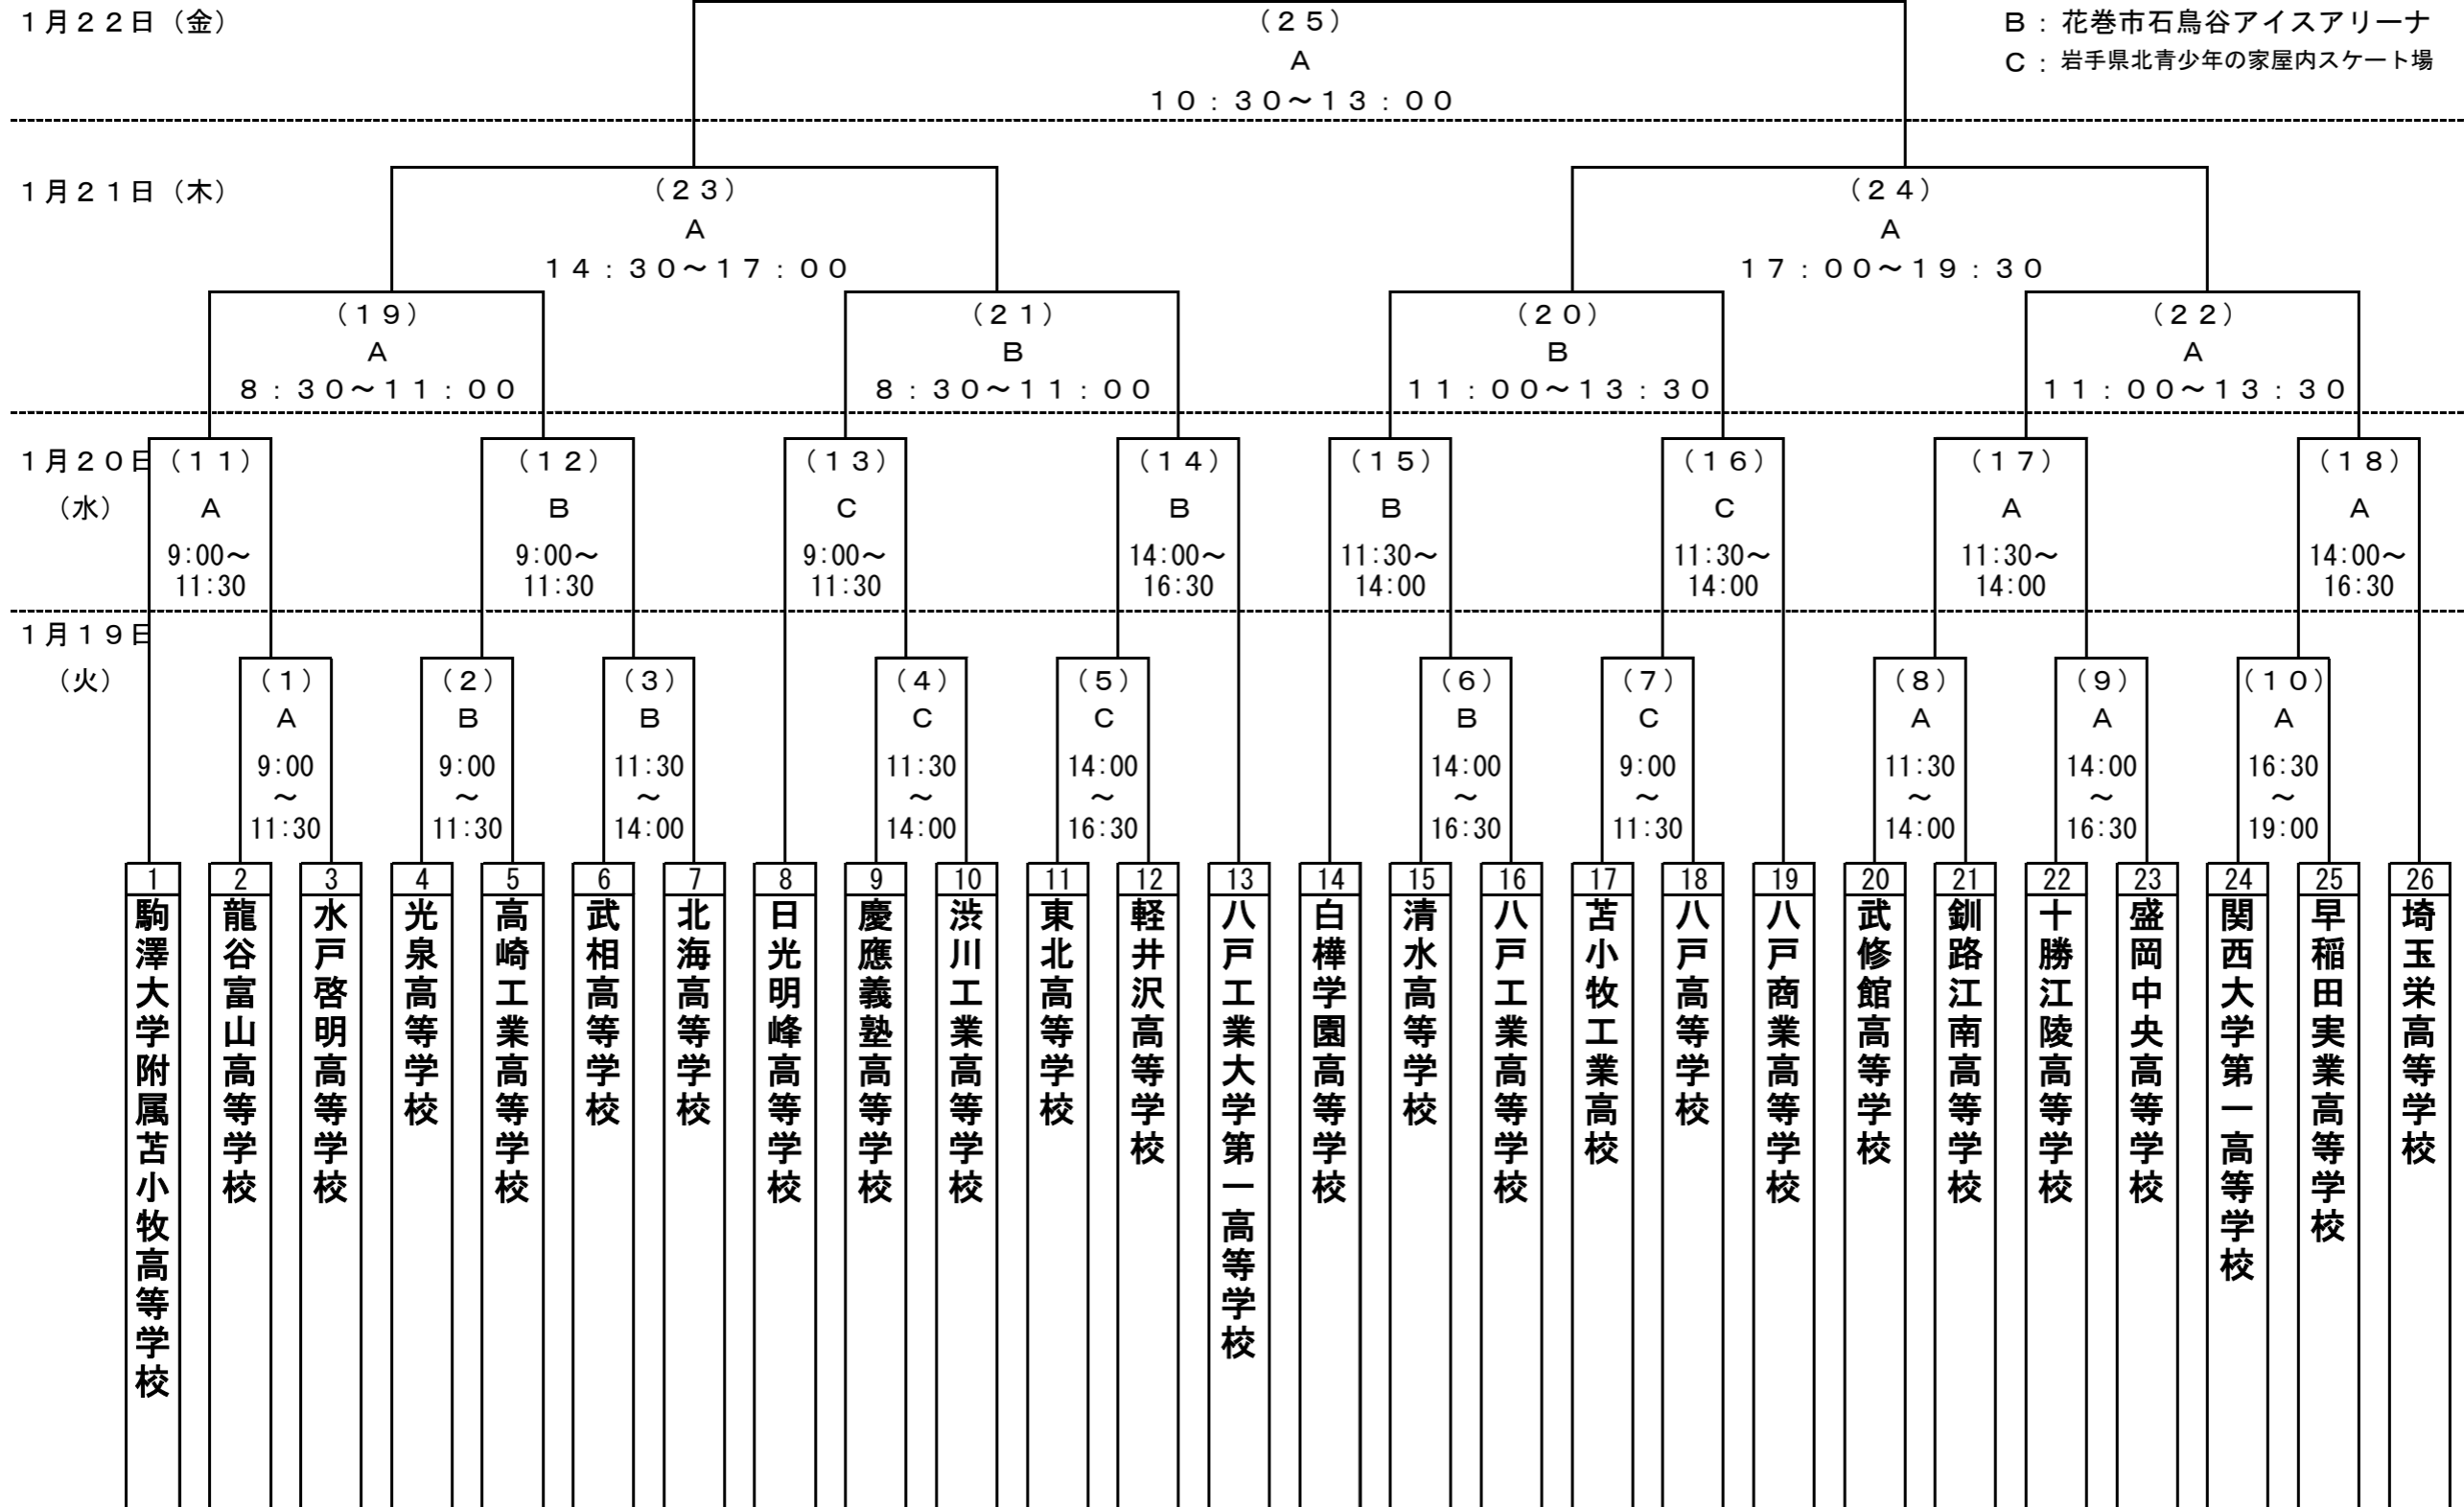 １月２２日（金）
（２５）
Ａ
１０：３０～１３：００
Ｂ：花巻市石鳥谷アイスアリーナ
Ｃ：岩手県北青少年の家屋内スケート場
１月２１日（木）
（２３）
Ａ
１４：３０～１７：００
（２４）
Ａ
１７：００～１９：３０
（１９）
Ａ
８：３０～１１：００
（２１）
Ｂ
８：３０～１１：００
（２０）
Ｂ
１１：００～１３：３０
（２２）
Ａ
１１：００～１３：３０
１月２０日
（水）
（１１）
Ａ
9:00～
11:30
（１２）
Ｂ
9:00～
11:30
（１３）
Ｃ
9:00～
11:30
（１４）
Ｂ
14:00～
16:30
（１５）
Ｂ
11:30～
14:00
（１６）
Ｃ
11:30～
14:00
（１７）
Ａ
11:30～
14:00
（１８）
Ａ
14:00～
16:30
１月１９日
（火）
（１）
Ａ
9:00
～
11:30
（２）
Ｂ
9:00
～
11:30
（３）
Ｂ
11:30
～
14:00
（４）
Ｃ
11:30
～
14:00
（５）
Ｃ
14:00
～
16:30
（６）
Ｂ
14:00
～
16:30
（７）
Ｃ
9:00
～
11:30
（８）
Ａ
11:30
～
14:00
（９）
Ａ
14:00
～
16:30
（１０）
Ａ
16:30
～
19:00
1
駒澤大学附属苫小牧高等学校
2
龍谷富山高等学校
3
水戸啓明高等学校
4
光泉高等学校
5
高崎工業高等学校
6
武相高等学校
7
北海高等学校
8
日光明峰高等学校
9
慶應義塾高等学校
10
渋川工業高等学校
11
東北高等学校
12
軽井沢高等学校
13
八戸工業大学第一高等学校
14
白樺学園高等学校
15
清水高等学校
16
八戸工業高等学校
17
苫小牧工業高校
18
八戸高等学校
19
八戸商業高等学校
20
武修館高等学校
21
釧路江南高等学校
22
十勝江陵高等学校
23
盛岡中央高等学校
24
関西大学第一高等学校
25
早稲田実業高等学校
26
埼玉栄高等学校